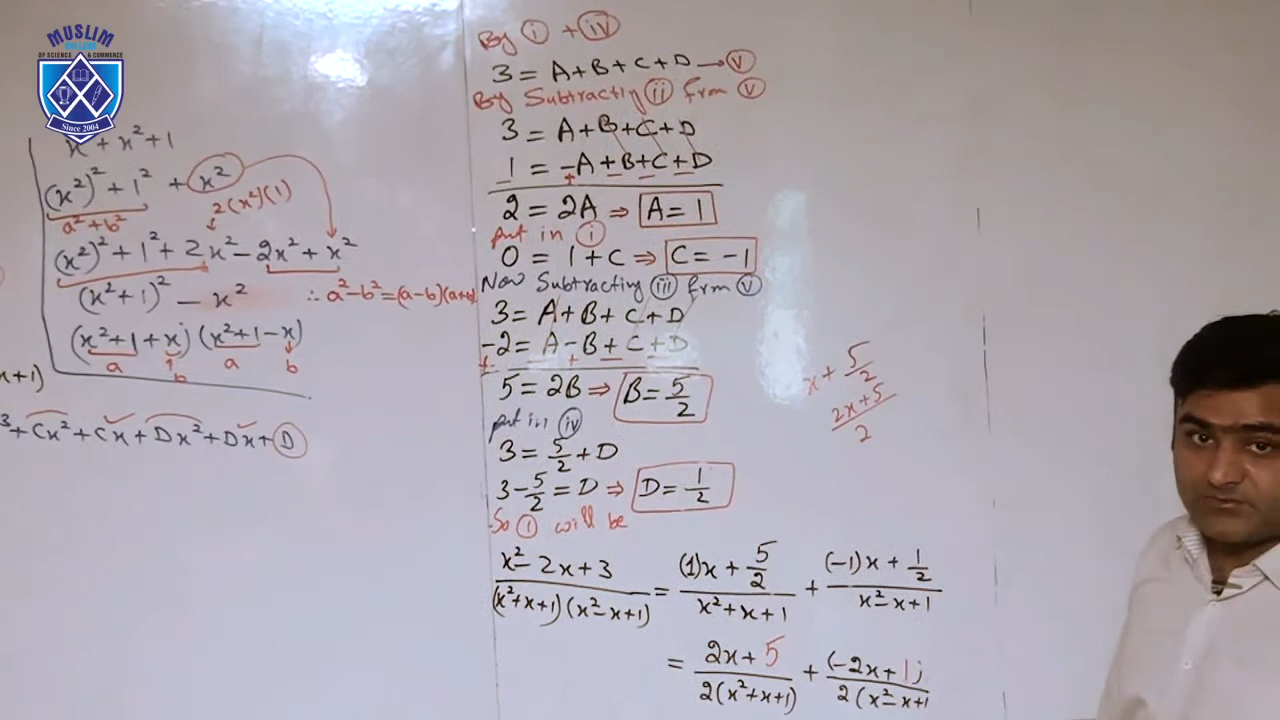 MUSLIM
COLLEGE
OF SCIENCE & COMMERCE
Since 2004
x⁴ + x² + 1
(x²)² + 1² + x²
a² + b²
2(x²)(1)
(x²)² + 1² + 2x² − 2x² + x²
(x² + 1)² − x²
∴ a² − b² = (a−b)(a+b)
(x²+1+x)(x²+1−x)
a b a b
x+1)
³ + Cx² + Cx + Dx² + Dx + D
By (i) + (iv)
3 = A+B+C+D → (v)
By Subtracting (ii) from (v)
3 = A+B+C+D
1 = −A+B+C+D
− + − − −
2 = 2A ⇒ A = 1
put in (i)
0 = 1 + C ⇒ C = −1
Now Subtracting (iii) from (v)
3 = A+B+C+D
−2 = A−B+C+D
+ − + − −
5 = 2B ⇒ B = 5/2
put in (iv)
3 = 5/2 + D
3 − 5/2 = D ⇒ D = 1/2
So (i) will be
(x² − 2x + 3)/((x²+x+1)(x²−x+1)) = ((1)x + 5/2)/(x²+x+1) + ((−1)x + 1/2)/(x²−x+1)
= (2x+5)/(2(x²+x+1)) + (−2x+1)/(2(x²−x+1
x + 5/2
(2x+5)/2